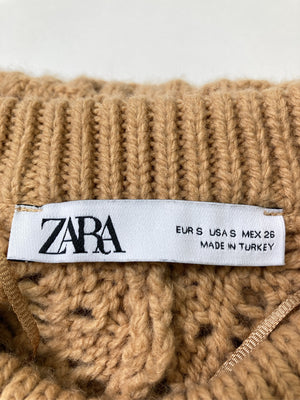 ZARA
EUR S USA S MEX 26
MADE IN TURKEY